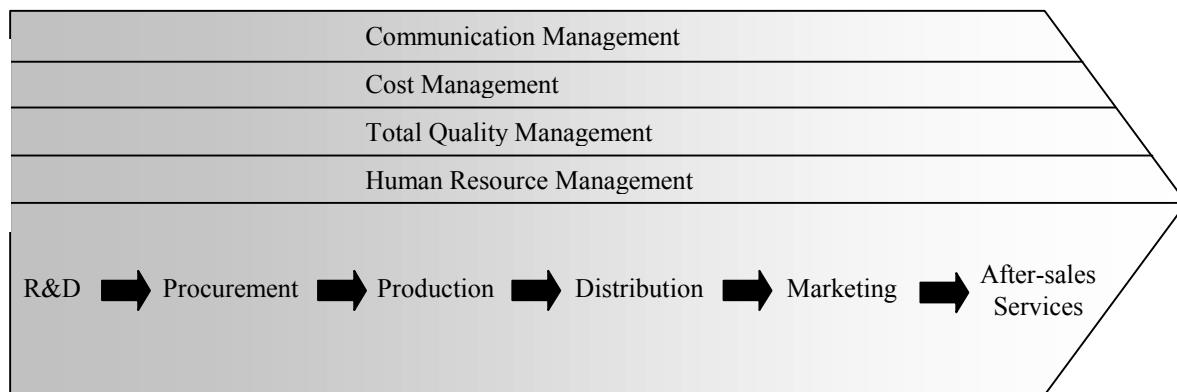 Communication Management
Cost Management
Total Quality Management
Human Resource Management
R&D Procurement Production Distribution Marketing After-sales
Services